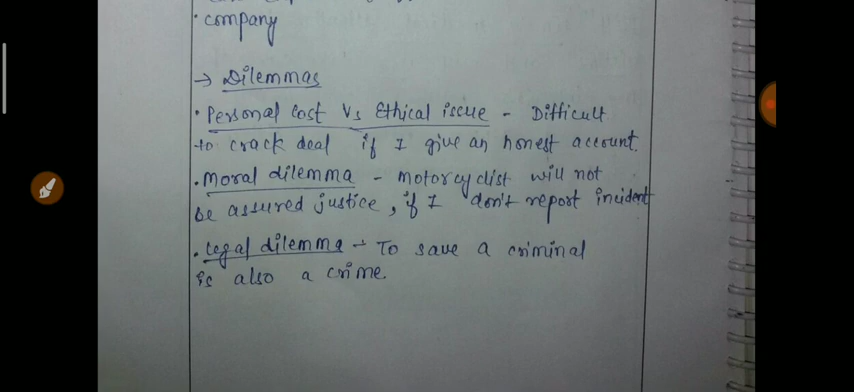 • company
→ Dilemmas
• Personal Cost Vs Ethical issue - Difficult
to crack deal if I give an honest account.
• Moral dilemma - Motorcyclist will not
be assured justice, if I don't report incident
• Legal dilemma - To save a criminal
is also a crime.